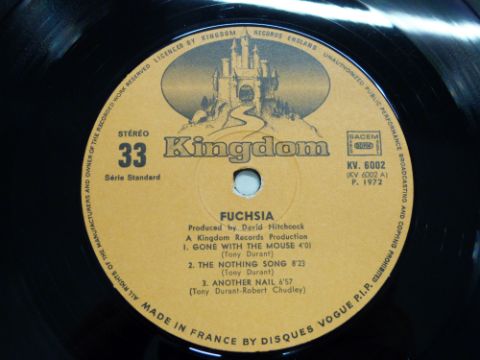 LICENCED BY KINGDOM RECORDS ENGLAND
UNAUTHORIZED PUBLIC PERFORMANCE BROADCASTING AND COPYING PROHIBITED
ALL RIGHTS OF THE MANUFACTURERS AND OWNER OF THE RECORDED WORK RESERVED
STÉRÉO
33
Série Standard
Kingdom
SACEM
KV. 6002
(KV 6002 A)
P. 1972
FUCHSIA
Produced by David Hitchcock
A Kingdom Records Production
1. GONE WITH THE MOUSE 4'01
(Tony Durant)
2. THE NOTHING SONG 8'23
(Tony Durant)
3. ANOTHER NAIL 6'57
(Tony Durant-Robert Chudley)
MADE IN FRANCE BY DISQUES VOGUE P.I.P.